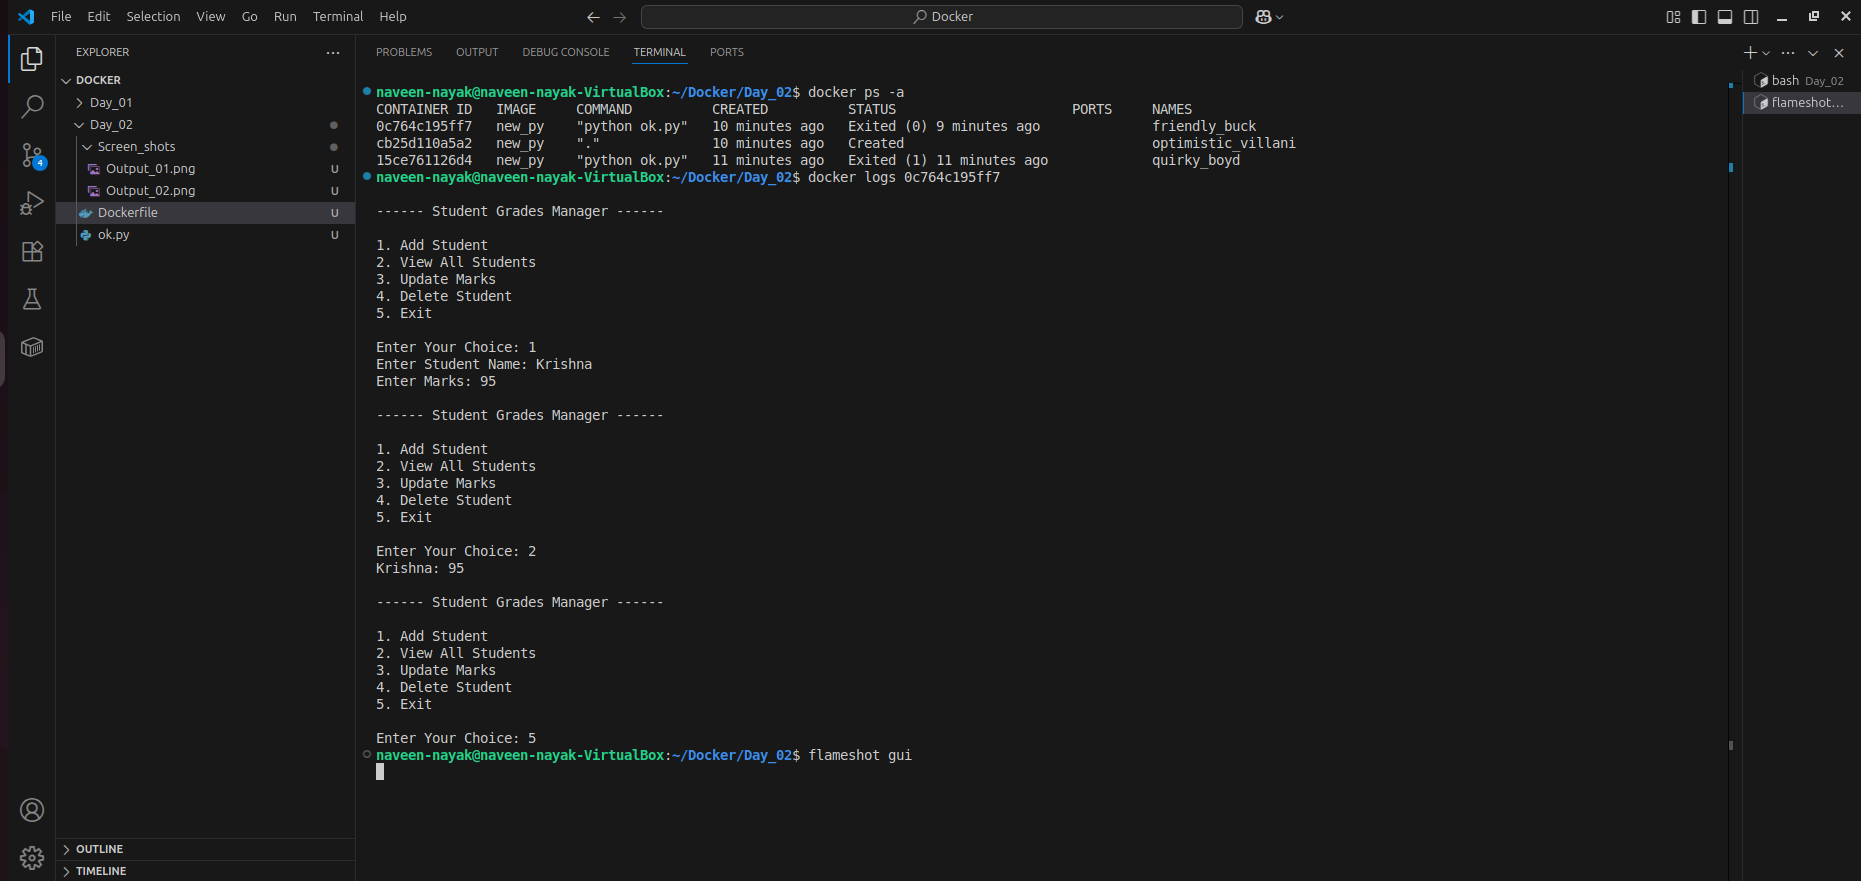 File Edit Selection View Go Run Terminal Help
Docker
EXPLORER
DOCKER
Day_01
Day_02
Screen_shots
Output_01.png U
Output_02.png U
Dockerfile U
ok.py U
4
OUTLINE
TIMELINE
PROBLEMS OUTPUT DEBUG CONSOLE TERMINAL PORTS
naveen-nayak@naveen-nayak-VirtualBox:~/Docker/Day_02$ docker ps -a
CONTAINER ID IMAGE COMMAND CREATED STATUS PORTS NAMES
0c764c195ff7 new_py "python ok.py" 10 minutes ago Exited (0) 9 minutes ago friendly_buck
cb25d110a5a2 new_py "." 10 minutes ago Created optimistic_villani
15ce761126d4 new_py "python ok.py" 11 minutes ago Exited (1) 11 minutes ago quirky_boyd
naveen-nayak@naveen-nayak-VirtualBox:~/Docker/Day_02$ docker logs 0c764c195ff7
------ Student Grades Manager ------
1. Add Student
2. View All Students
3. Update Marks
4. Delete Student
5. Exit
Enter Your Choice: 1
Enter Student Name: Krishna
Enter Marks: 95
------ Student Grades Manager ------
1. Add Student
2. View All Students
3. Update Marks
4. Delete Student
5. Exit
Enter Your Choice: 2
Krishna: 95
------ Student Grades Manager ------
1. Add Student
2. View All Students
3. Update Marks
4. Delete Student
5. Exit
Enter Your Choice: 5
naveen-nayak@naveen-nayak-VirtualBox:~/Docker/Day_02$ flameshot gui
bash Day_02
flameshot...